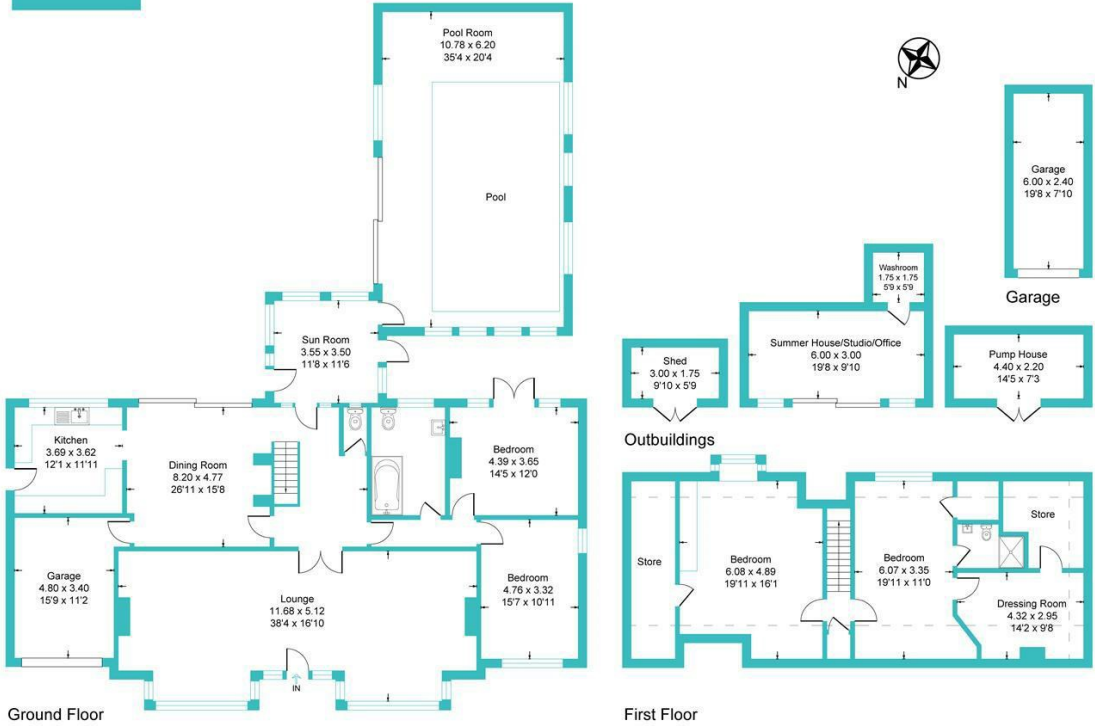 Pool Room
10.78 x 6.20
35'4 x 20'4
Pool
Sun Room
3.55 x 3.50
11'8 x 11'6
Kitchen
3.69 x 3.62
12'1 x 11'11
Dining Room
8.20 x 4.77
26'11 x 15'8
Bedroom
4.39 x 3.65
14'5 x 12'0
Garage
4.80 x 3.40
15'9 x 11'2
Lounge
11.68 x 5.12
38'4 x 16'10
Bedroom
4.76 x 3.32
15'7 x 10'11
IN
Ground Floor
N
Garage
6.00 x 2.40
19'8 x 7'10
Garage
Washroom
1.75 x 1.75
5'9 x 5'9
Summer House/Studio/Office
6.00 x 3.00
19'8 x 9'10
Shed
3.00 x 1.75
9'10 x 5'9
Pump House
4.40 x 2.20
14'5 x 7'3
Outbuildings
Store
Bedroom
6.08 x 4.89
19'11 x 16'1
Bedroom
6.07 x 3.35
19'11 x 11'0
Store
Dressing Room
4.32 x 2.95
14'2 x 9'8
First Floor